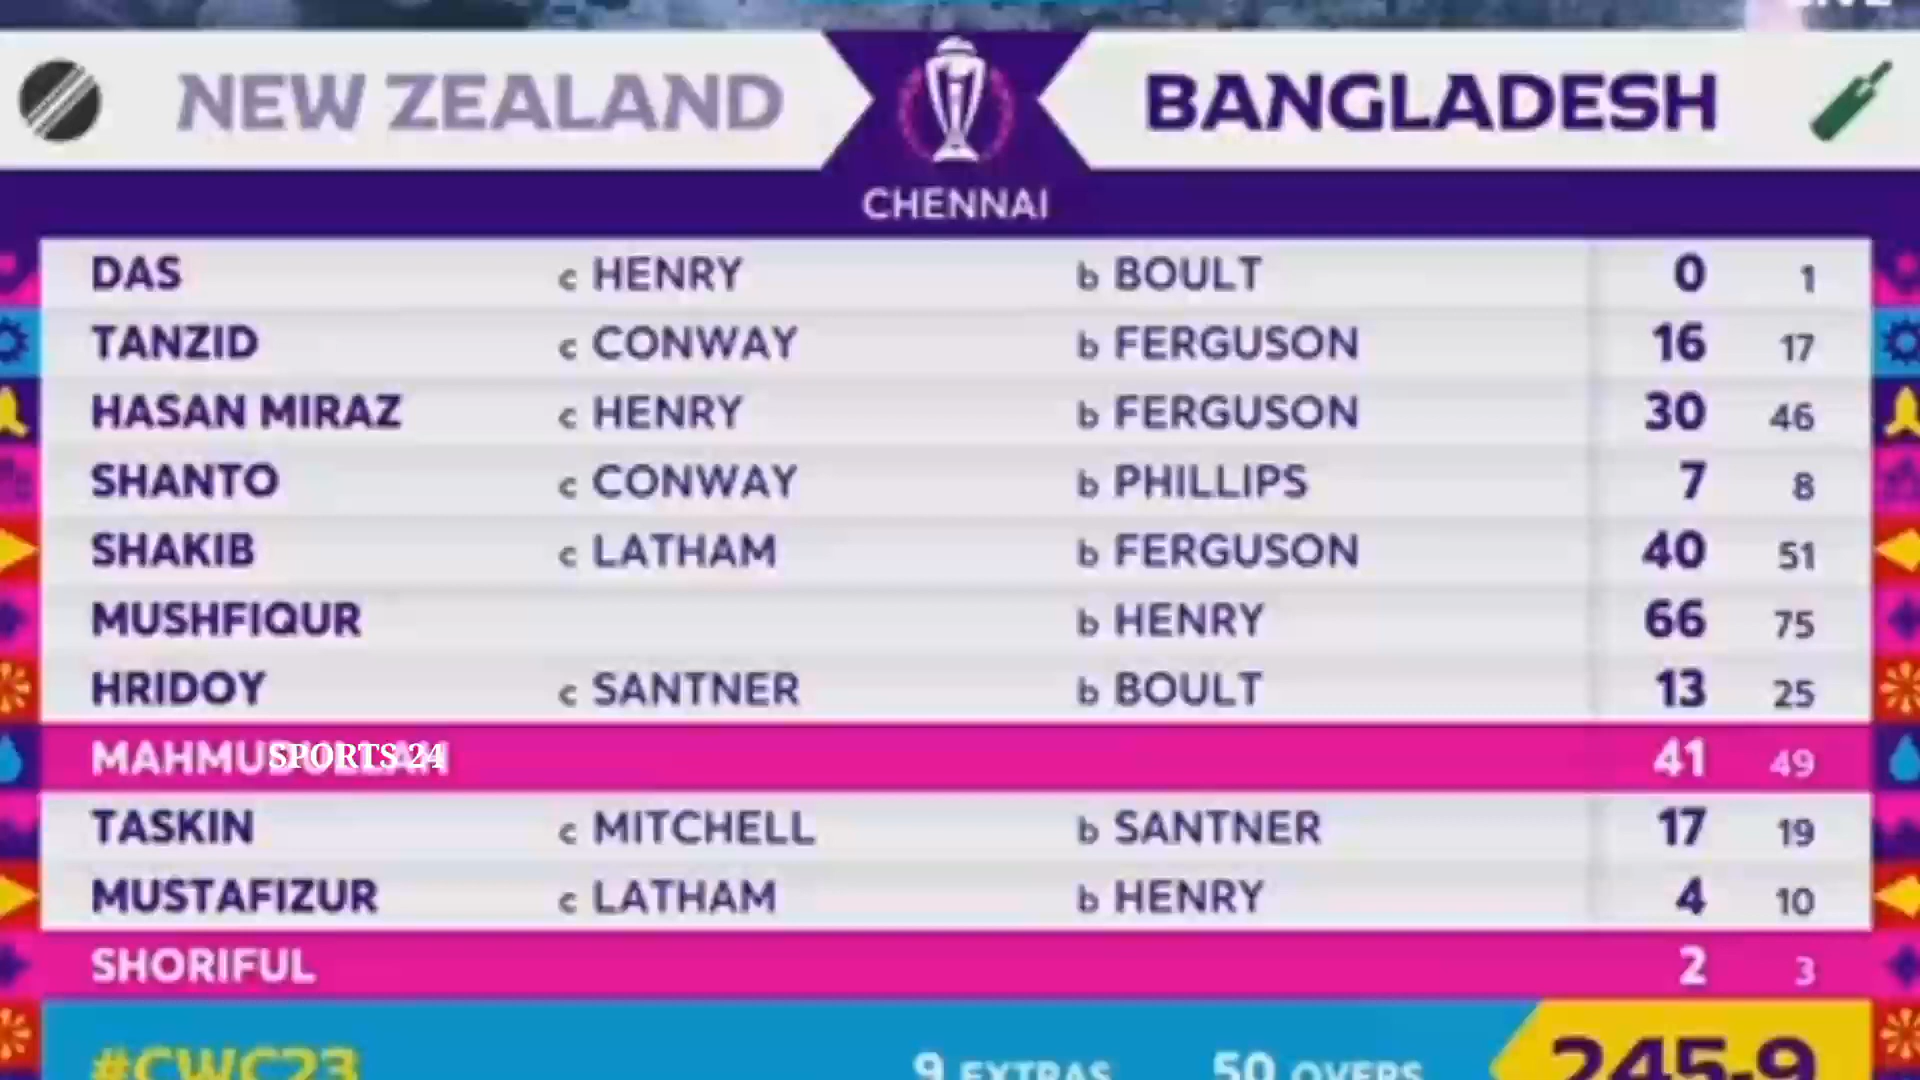 LIVE
NEW ZEALAND BANGLADESH
CHENNAI
DAS c HENRY b BOULT 0 1
TANZID c CONWAY b FERGUSON 16 17
HASAN MIRAZ c HENRY b FERGUSON 30 46
SHANTO c CONWAY b PHILLIPS 7 8
SHAKIB c LATHAM b FERGUSON 40 51
MUSHFIQUR b HENRY 66 75
HRIDOY c SANTNER b BOULT 13 25
MAHMUDULLAH 41 49
SPORTS 24
TASKIN c MITCHELL b SANTNER 17 19
MUSTAFIZUR c LATHAM b HENRY 4 10
SHORIFUL 2 3
#CWC23 9 EXTRAS 50 OVERS 245-9